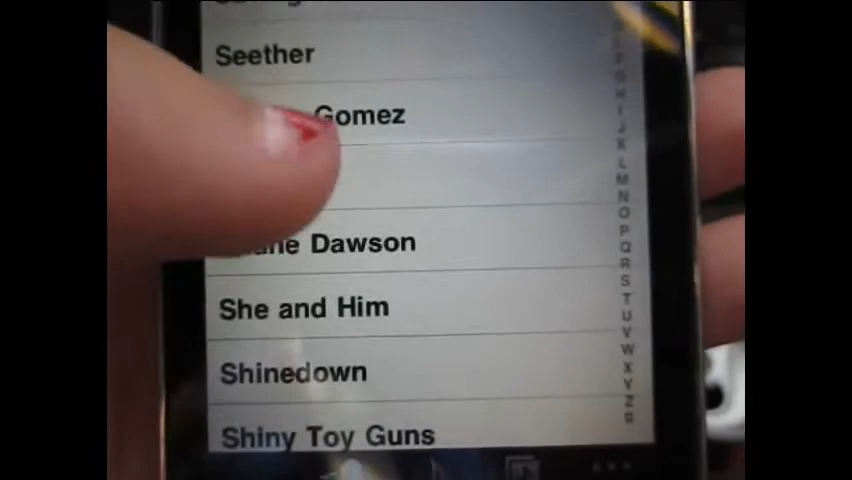 Seether
Gomez
Dawson
She and Him
Shinedown
Shiny Toy Guns
G
H
I
J
K
L
M
N
O
P
Q
R
S
T
U
V
W
X
Y
Z